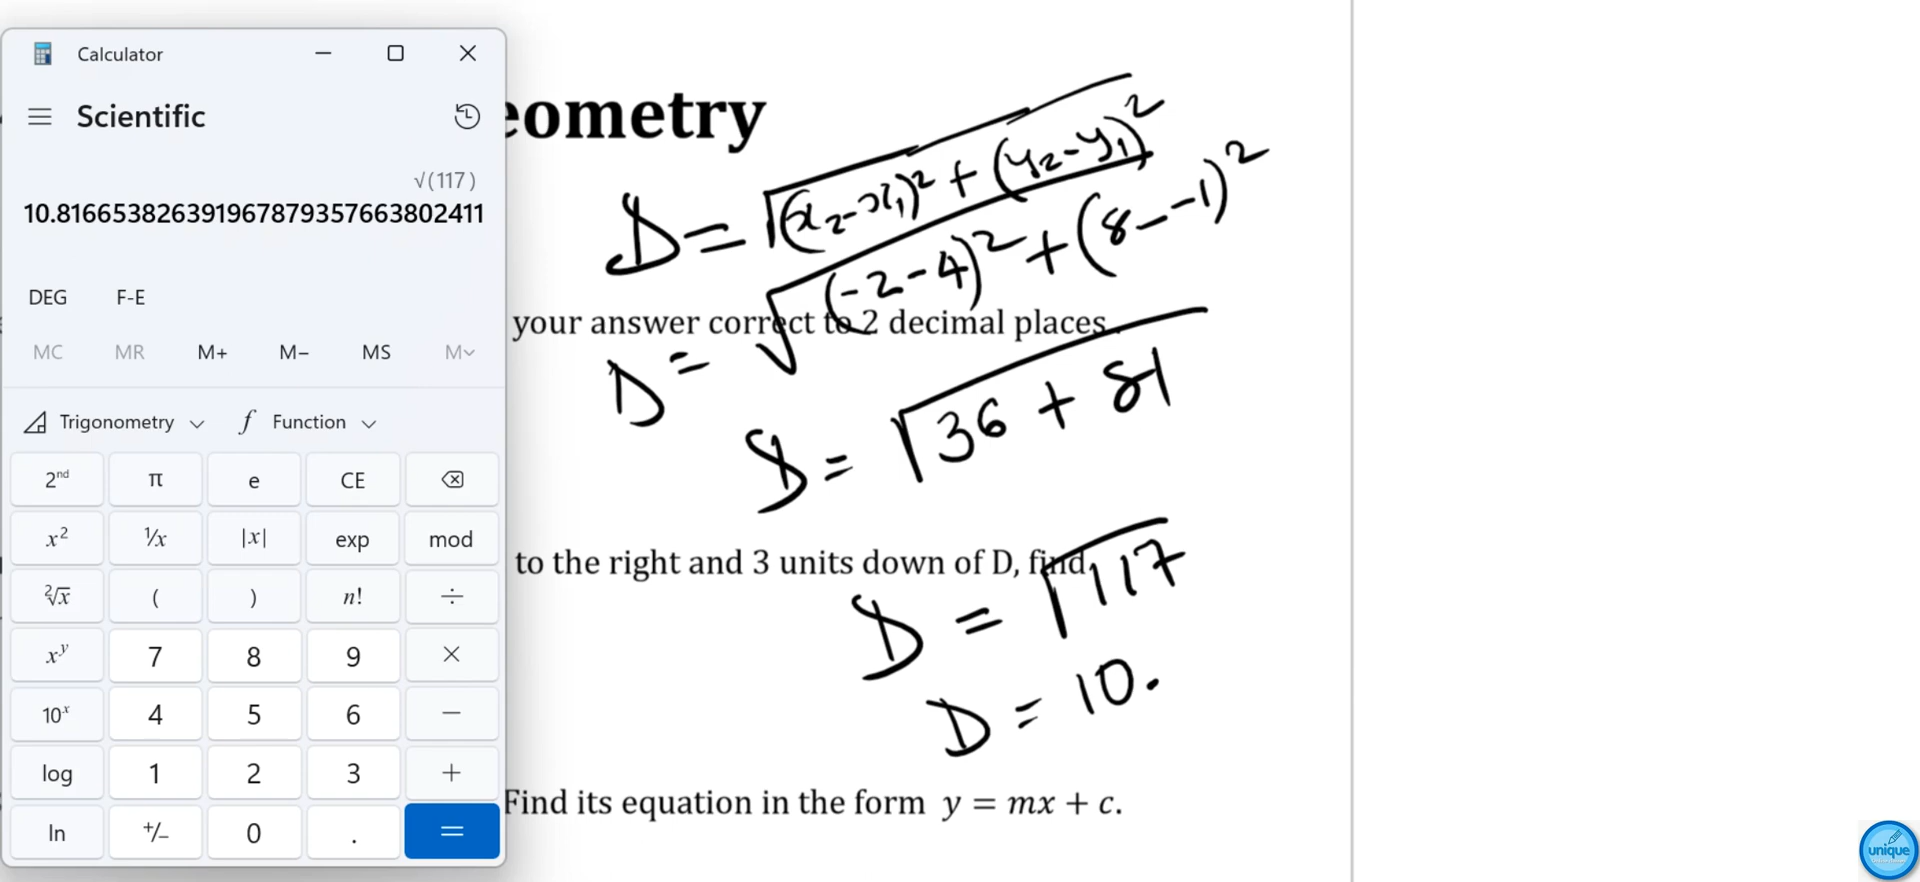 Calculator
Scientific
√(117)
10.816653826391967879357663802411
DEG F-E
MC MR M+ M− MS M˅
Trigonometry f Function
2ⁿᵈ π e CE
x² ¹/x |x| exp mod
²√x ( ) n! ÷
xʸ 7 8 9 ×
10ˣ 4 5 6 −
log 1 2 3 +
ln +/− 0 . =
eometry
D = √(x₂-x₁)² + (y₂-y₁)²
D = √(-2-4)² + (8--1)²
your answer correct to 2 decimal places.
D = √36 + 81
to the right and 3 units down of D, find
D = √117
D = 10.
Find its equation in the form y = mx + c.
unique